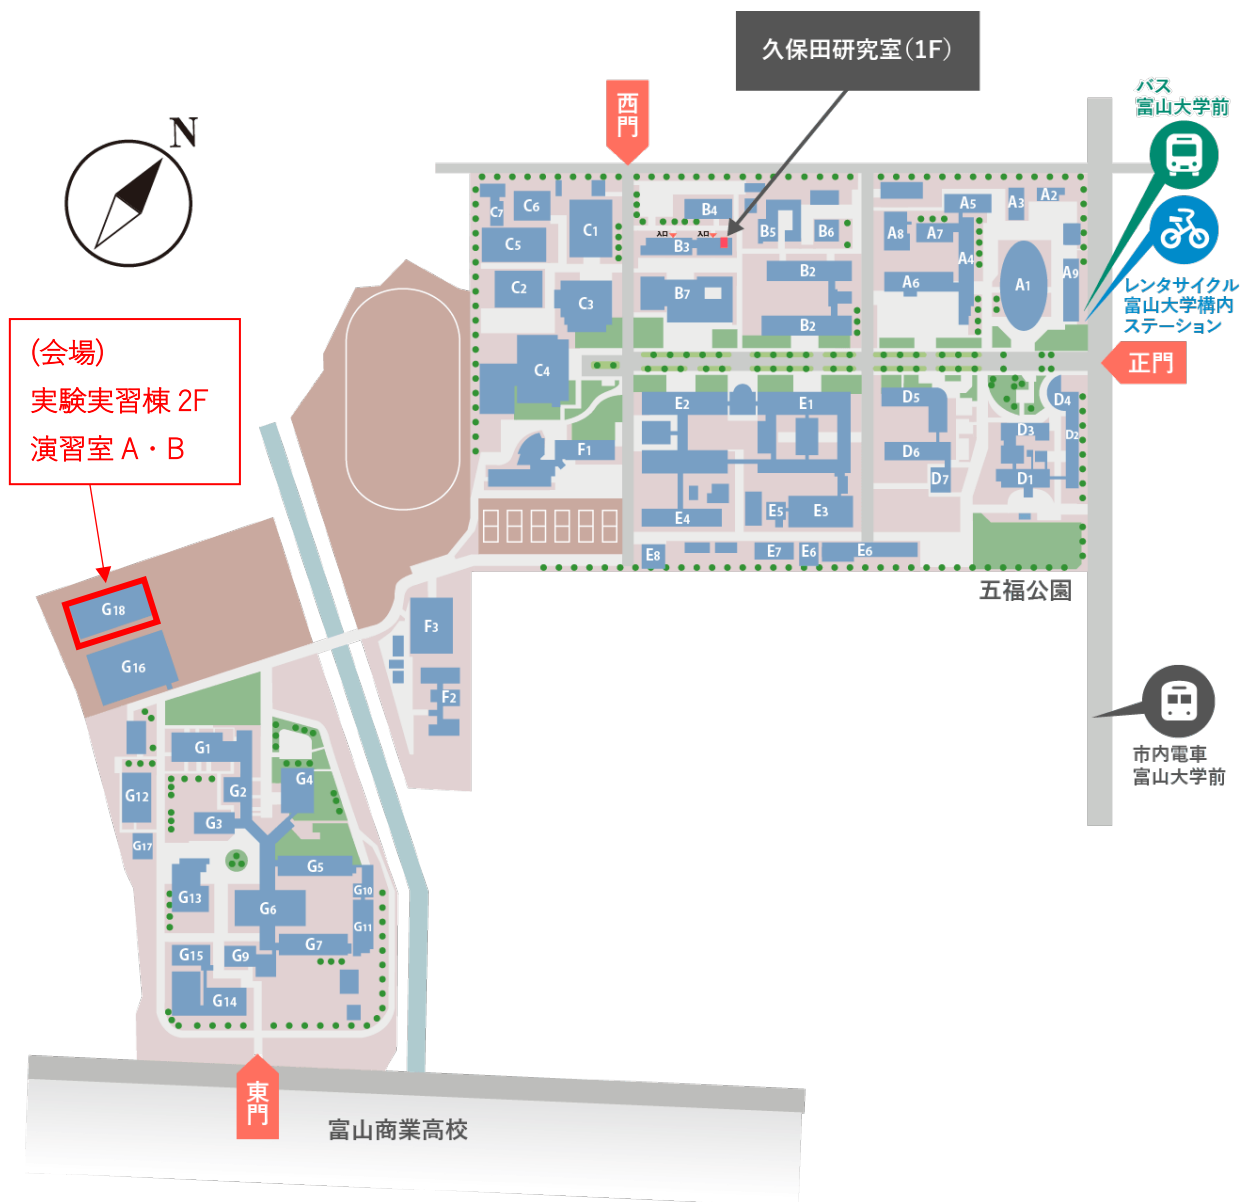 久保田研究室(1F)
バス
富山大学前
西
門
N
レンタサイクル
富山大学構内
ステーション
正門
(会場)
実験実習棟 2F
演習室 A・B
C7
C6
C1
C5
C2
C3
C4
B4
入口
入口
B3
B5
B6
B2
B7
B2
A5
A3
A2
A8
A7
A4
A6
A1
A9
E2
E1
D5
D4
D3
D2
D6
D7
D1
F1
E4
E5
E3
E8
E7
E6
E6
五福公園
G18
G16
F3
F2
市内電車
富山大学前
G1
G2
G4
G12
G3
G17
G5
G13
G10
G6
G11
G7
G15
G9
G14
東
門
富山商業高校